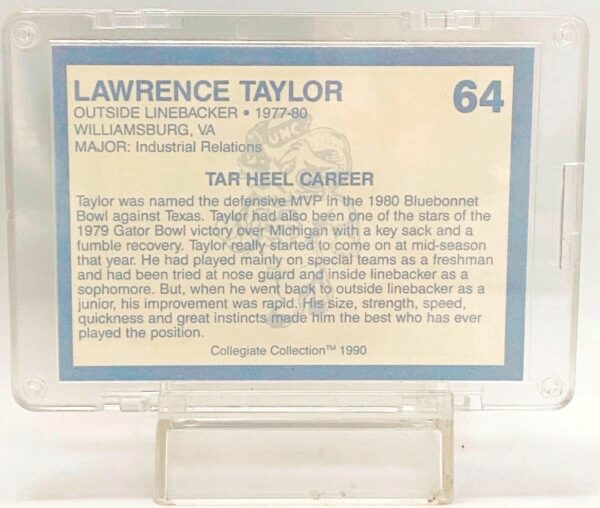 LAWRENCE TAYLOR 64
OUTSIDE LINEBACKER • 1977-80
WILLIAMSBURG, VA
MAJOR: Industrial Relations
UNC
TAR HEEL CAREER
Taylor was named the defensive MVP in the 1980 Bluebonnet
Bowl against Texas. Taylor had also been one of the stars of the
1979 Gator Bowl victory over Michigan with a key sack and a
fumble recovery. Taylor really started to come on at mid-season
that year. He had played mainly on special teams as a freshman
and had been tried at nose guard and inside linebacker as a
sophomore. But, when he went back to outside linebacker as a
junior, his improvement was rapid. His size, strength, speed,
quickness and great instincts made him the best who has ever
played the position.
Collegiate Collection™ 1990